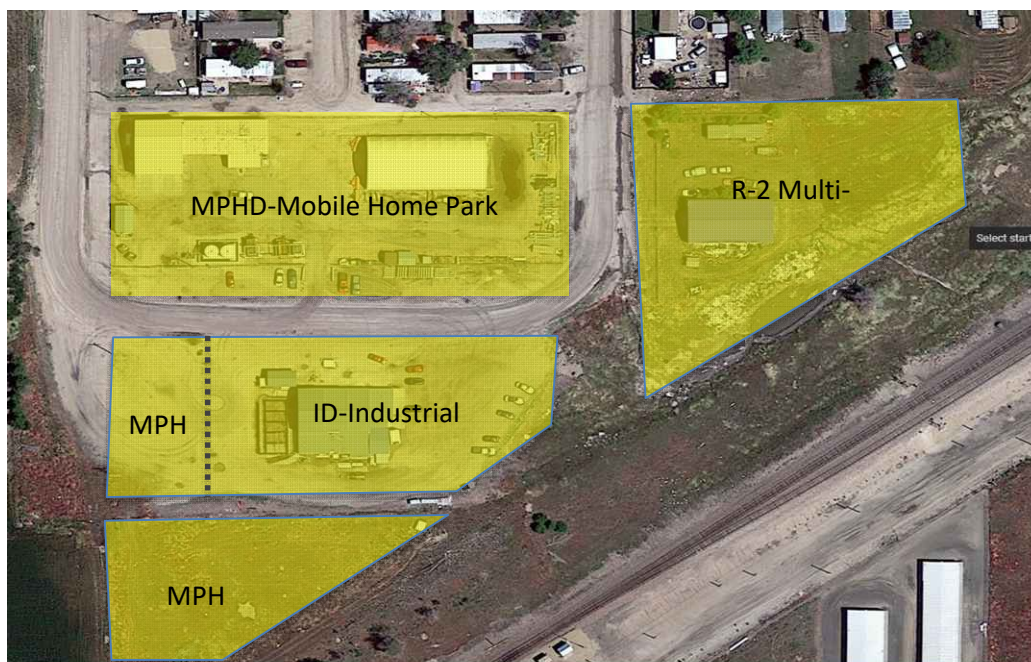 MPHD-Mobile Home Park
R-2 Multi-
Select start
MPH
ID-Industrial
MPH